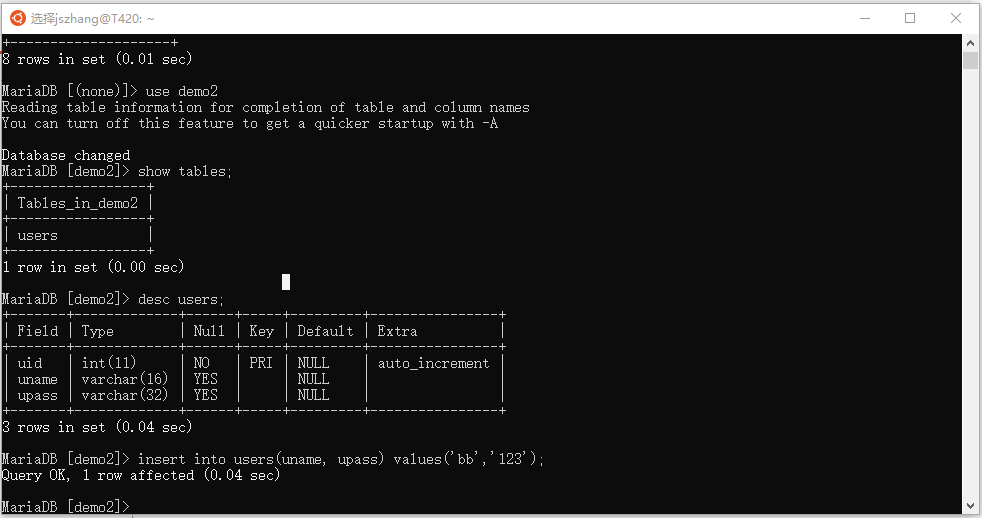 选择jszhang@T420: ~
+---------------------+
8 rows in set (0.01 sec)
MariaDB [(none)]> use demo2
Reading table information for completion of table and column names
You can turn off this feature to get a quicker startup with -A
Database changed
MariaDB [demo2]> show tables;
+-----------------+
| Tables_in_demo2 |
+-----------------+
| users           |
+-----------------+
1 row in set (0.00 sec)
MariaDB [demo2]> desc users;
+-------+-------------+------+-----+---------+----------------+
| Field | Type        | Null | Key | Default | Extra          |
+-------+-------------+------+-----+---------+----------------+
| uid   | int(11)     | NO   | PRI | NULL    | auto_increment |
| uname | varchar(16) | YES  |     | NULL    |                |
| upass | varchar(32) | YES  |     | NULL    |                |
+-------+-------------+------+-----+---------+----------------+
3 rows in set (0.04 sec)
MariaDB [demo2]> insert into users(uname, upass) values('bb','123');
Query OK, 1 row affected (0.04 sec)
MariaDB [demo2]>